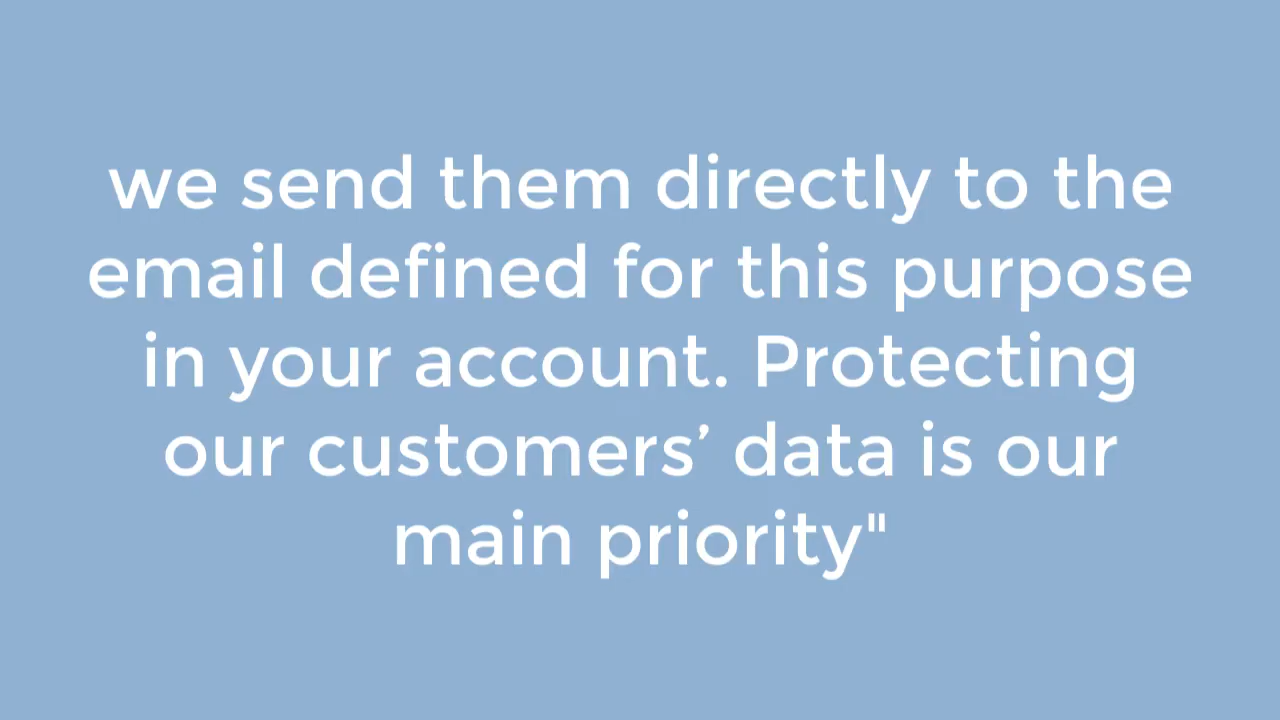 we send them directly to the
email defined for this purpose
in your account. Protecting
our customers’ data is our
main priority"